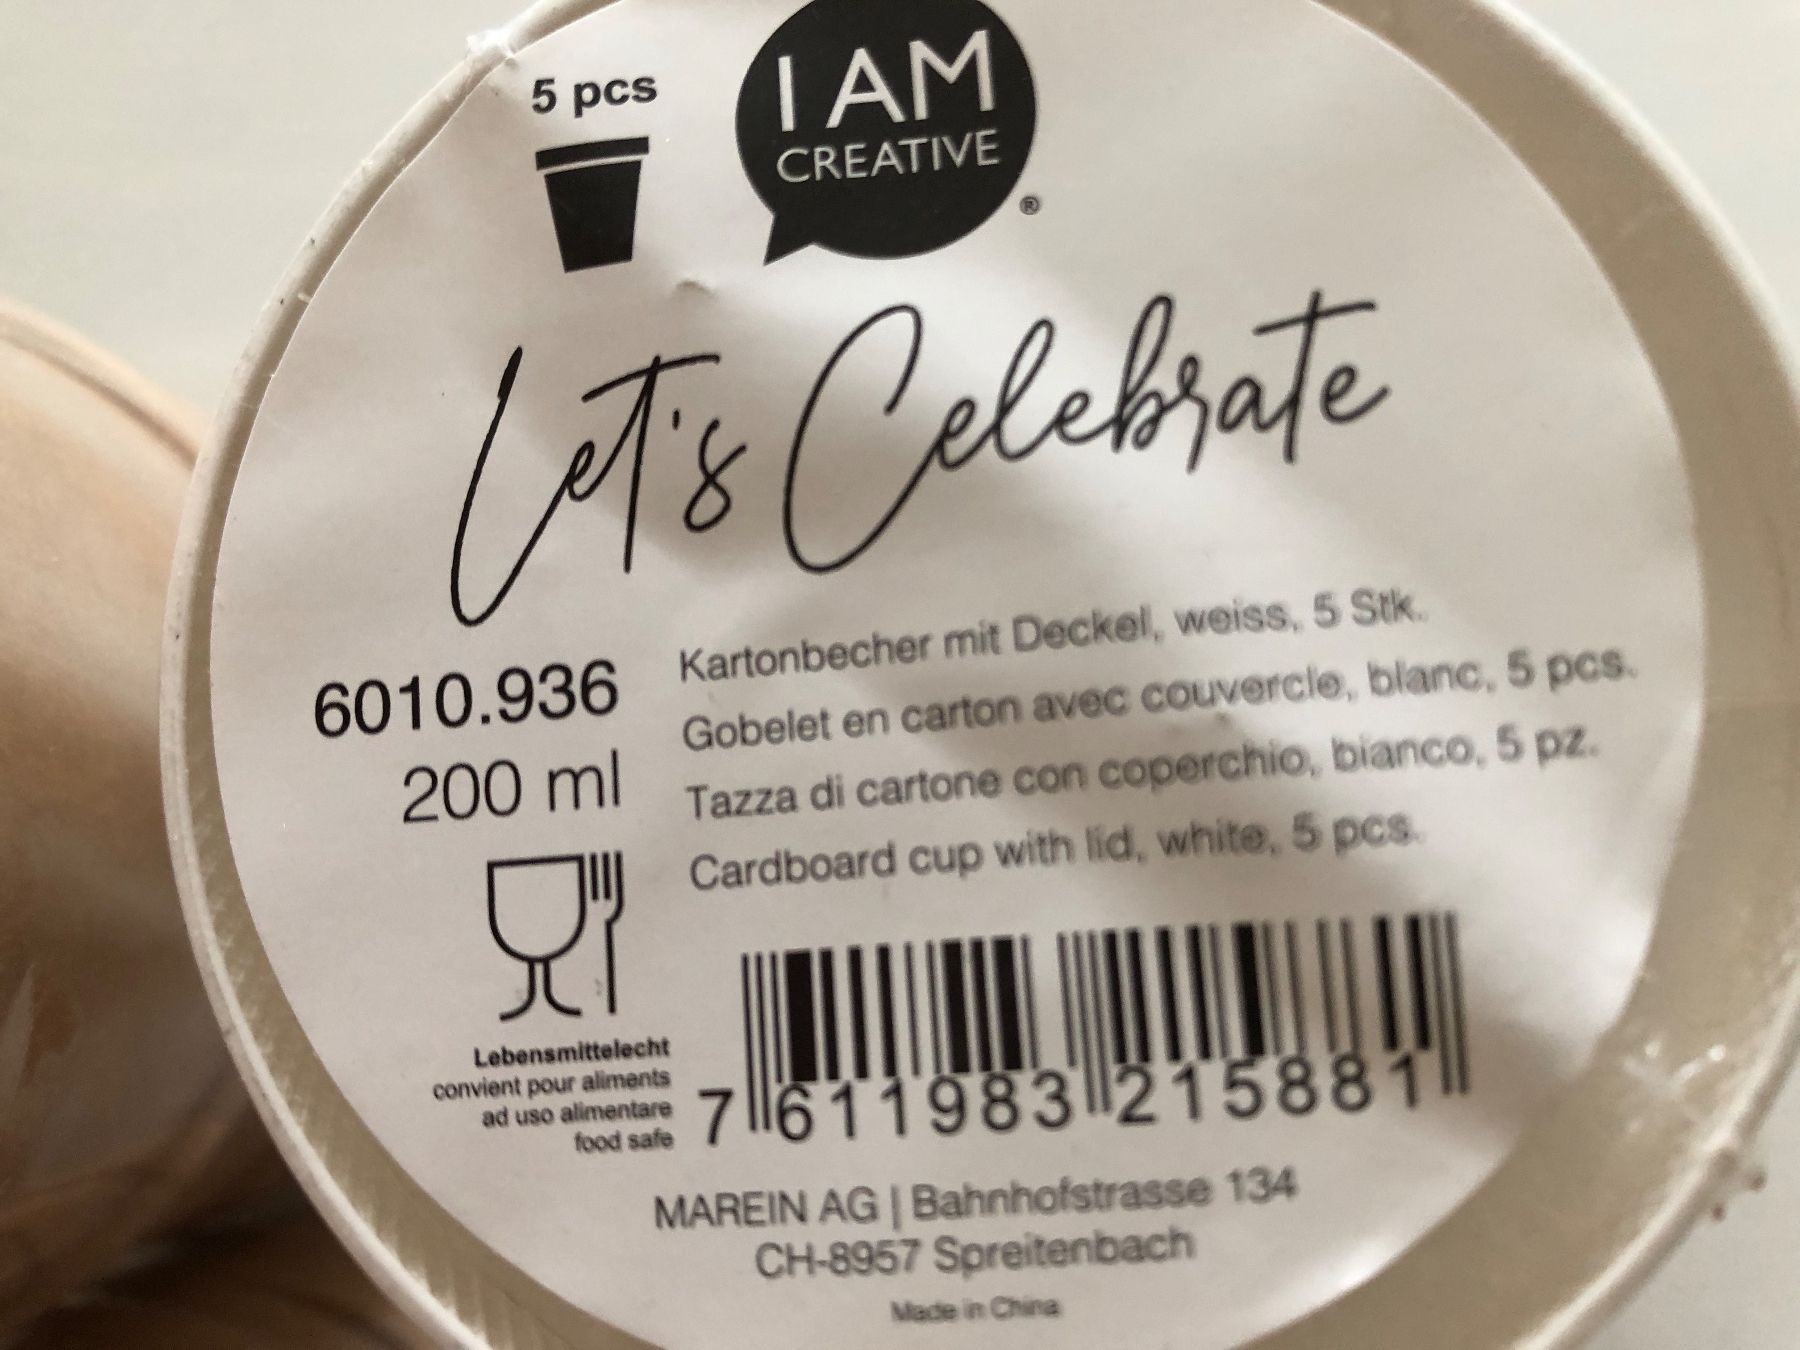 5 pcs
I AM
CREATIVE
®
Let's Celebrate
6010.936
200 ml
Kartonbecher mit Deckel, weiss, 5 Stk.
Gobelet en carton avec couvercle, blanc, 5 pcs.
Tazza di cartone con coperchio, bianco, 5 pz.
Cardboard cup with lid, white, 5 pcs.
Lebensmittelecht
convient pour aliments
ad uso alimentare
food safe
7 611983 215881
MAREIN AG | Bahnhofstrasse 134
CH-8957 Spreitenbach
Made in China